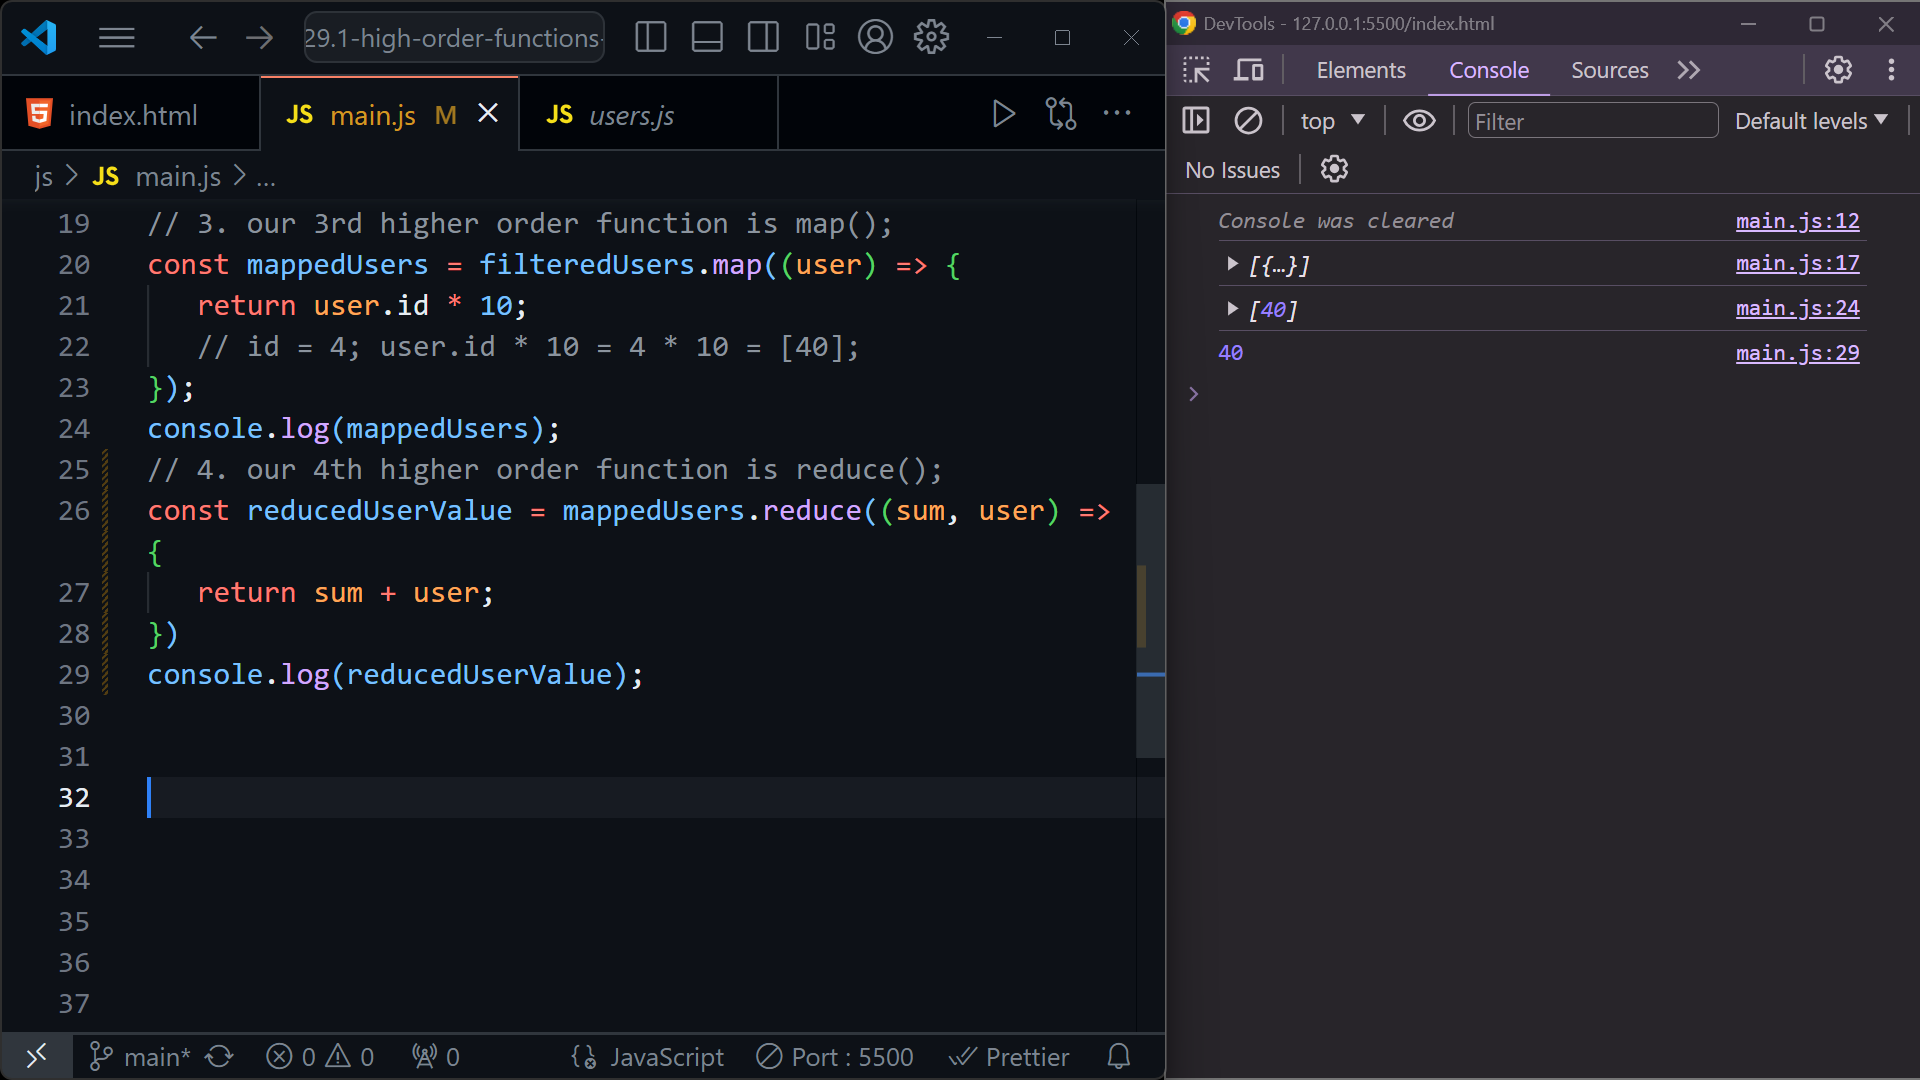 29.1-high-order-functions-
index.html
JS main.js M
JS users.js
js > JS main.js > ...
19 // 3. our 3rd higher order function is map();
20 const mappedUsers = filteredUsers.map((user) => {
21 return user.id * 10;
22 // id = 4; user.id * 10 = 4 * 10 = [40];
23 });
24 console.log(mappedUsers);
25 // 4. our 4th higher order function is reduce();
26 const reducedUserValue = mappedUsers.reduce((sum, user) =>
{
27 return sum + user;
28 })
29 console.log(reducedUserValue);
30
31
32
33
34
35
36
37
main* 0 0 0 JavaScript Port : 5500 Prettier
DevTools - 127.0.0.1:5500/index.html
Elements Console Sources
top Filter Default levels
No Issues
Console was cleared main.js:12
[{…}] main.js:17
[40] main.js:24
40 main.js:29